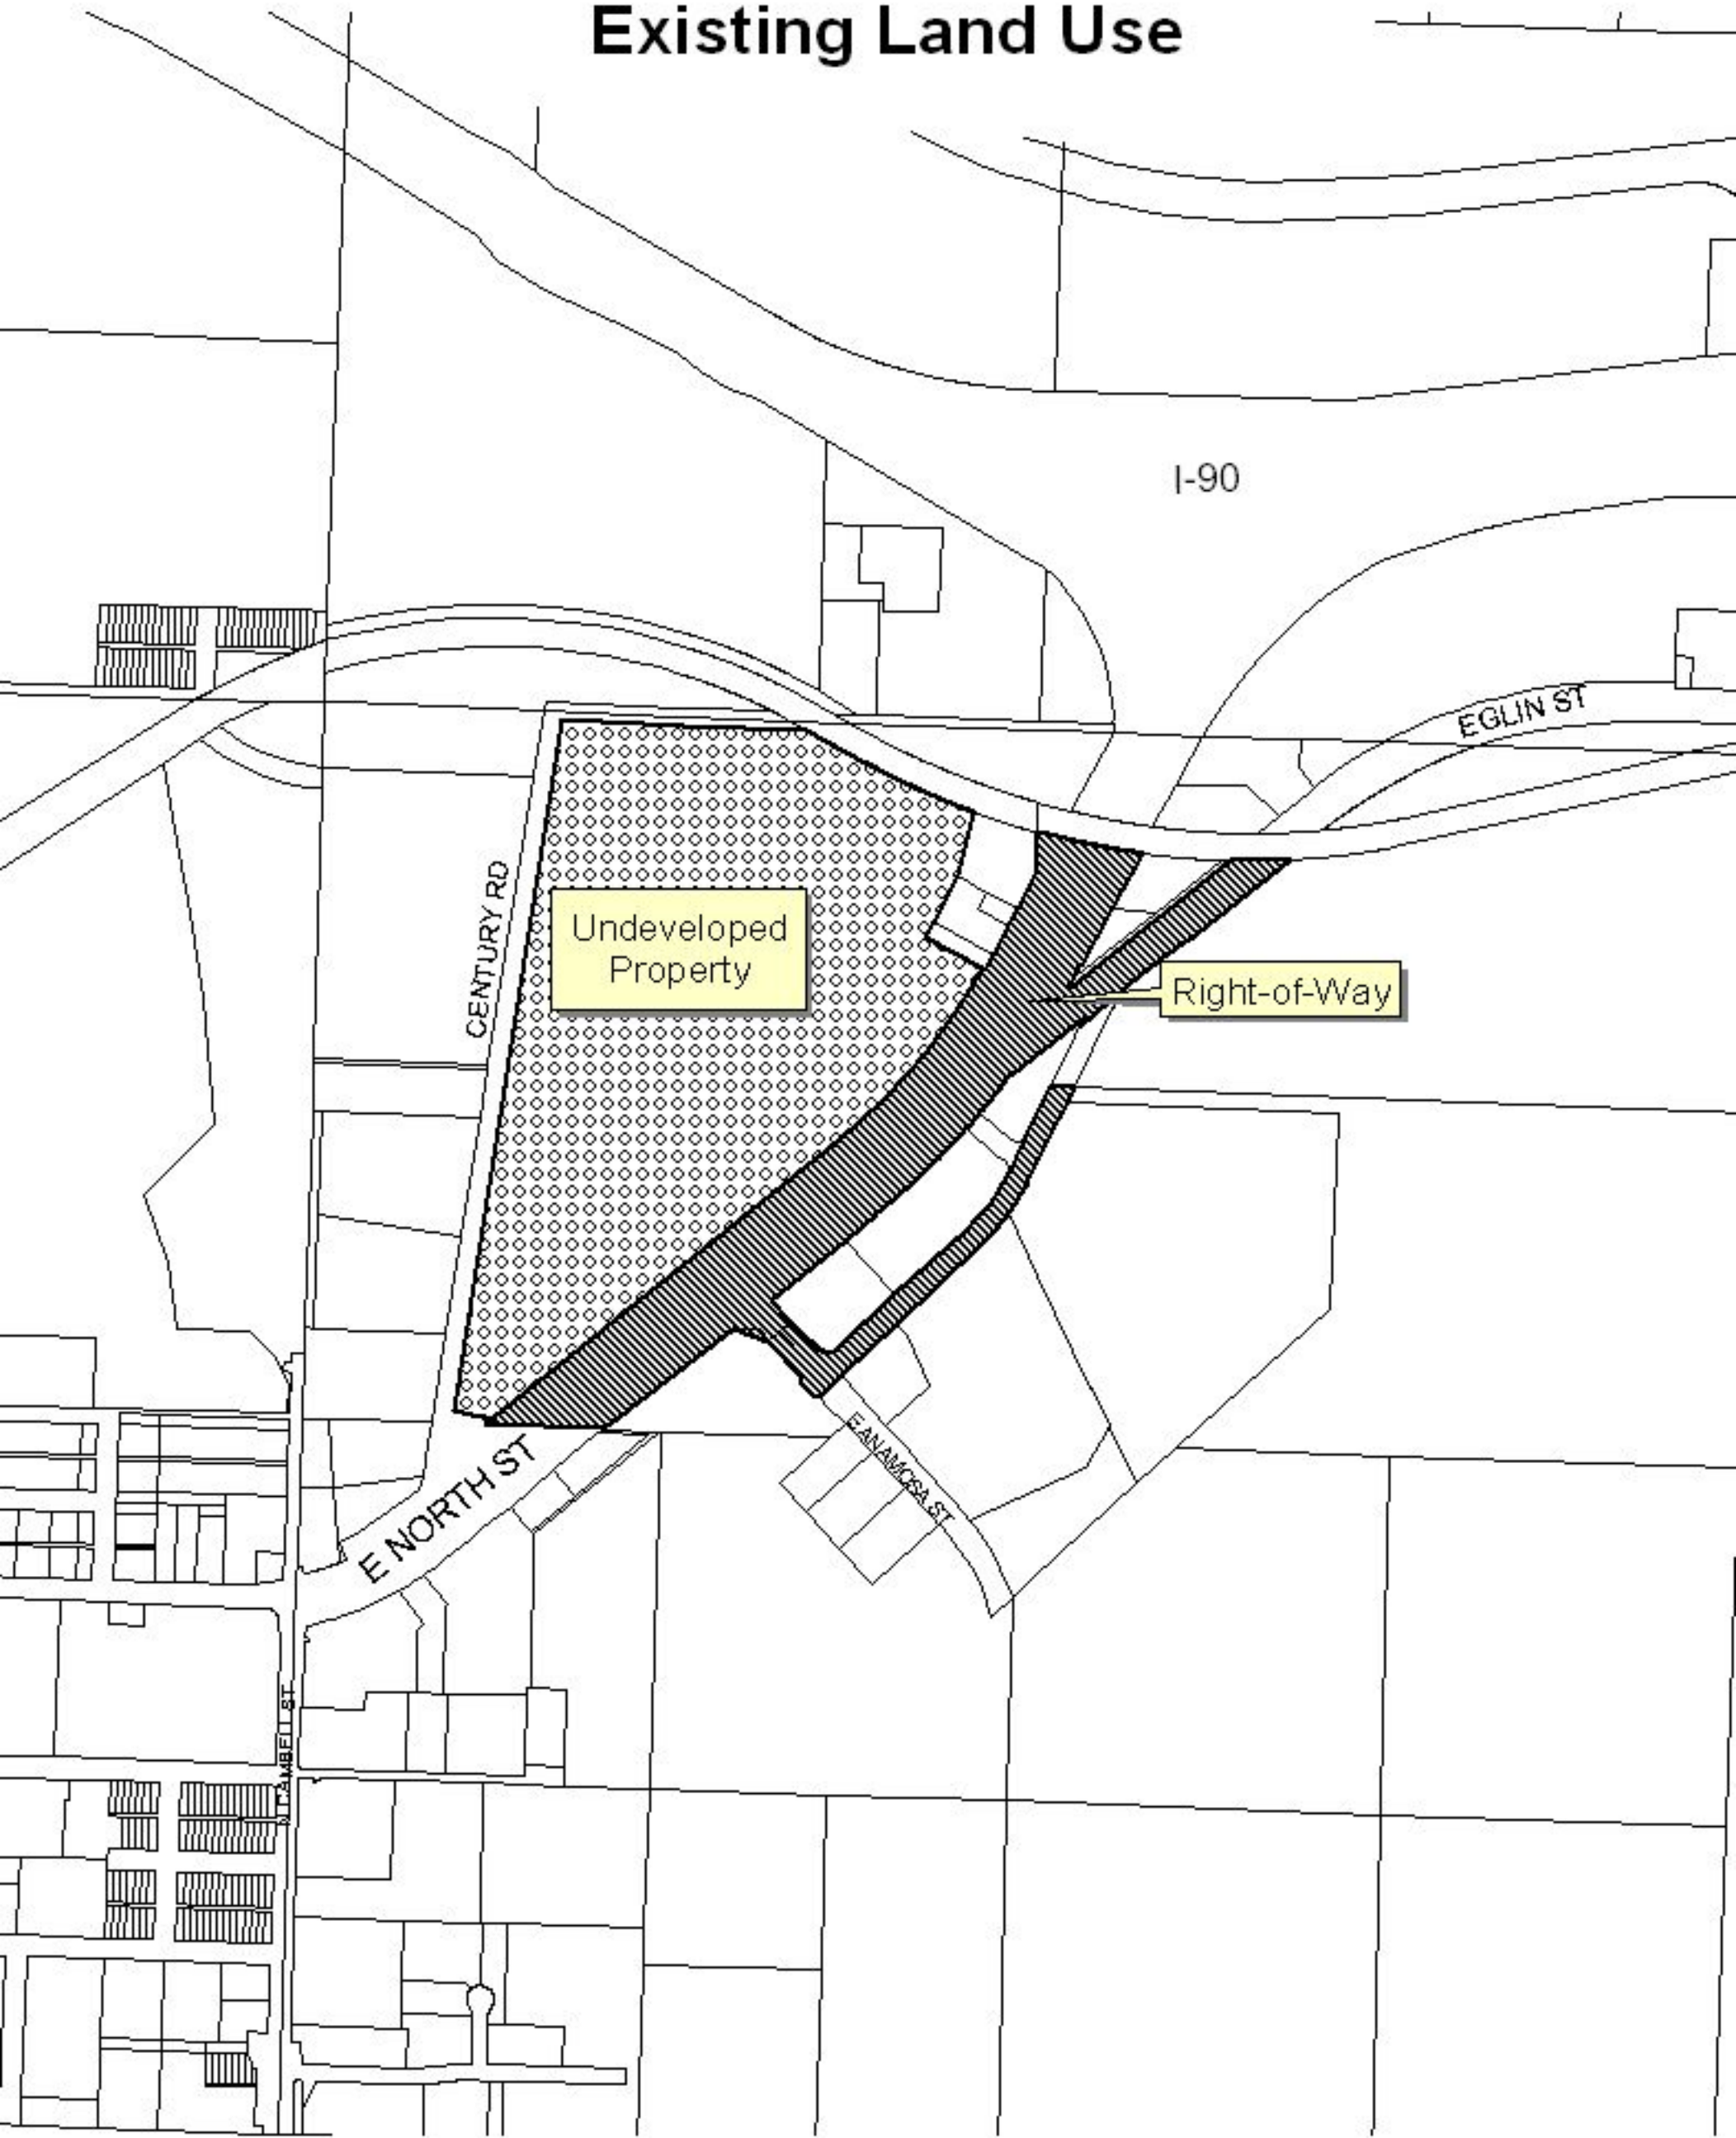 Existing Land Use
I-90
EGLIN ST
CENTURY RD
Undeveloped
Property
Right-of-Way
E ANAMOSA ST
E NORTH ST